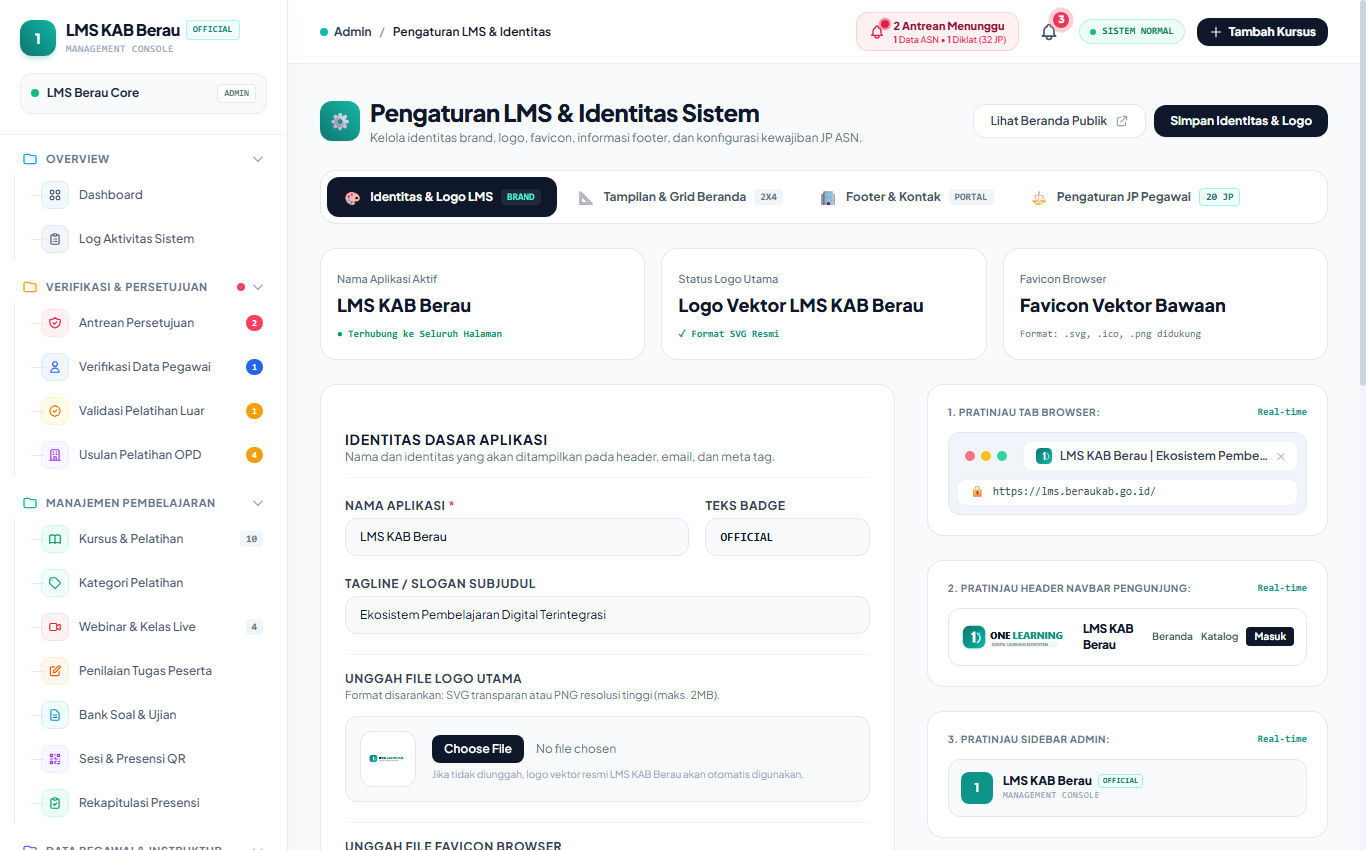 1
LMS KAB Berau
OFFICIAL
MANAGEMENT CONSOLE
LMS Berau Core
ADMIN
OVERVIEW
Dashboard
Log Aktivitas Sistem
VERIFIKASI & PERSETUJUAN
Antrean Persetujuan
2
Verifikasi Data Pegawai
1
Validasi Pelatihan Luar
1
Usulan Pelatihan OPD
4
MANAJEMEN PEMBELAJARAN
Kursus & Pelatihan
10
Kategori Pelatihan
Webinar & Kelas Live
4
Penilaian Tugas Peserta
Bank Soal & Ujian
Sesi & Presensi QR
Rekapitulasi Presensi
DATA PEGAWAI & INSTRUKTUR
Admin / Pengaturan LMS & Identitas
2 Antrean Menunggu
1 Data ASN • 1 Diklat (32 JP)
3
SISTEM NORMAL
Tambah Kursus
Pengaturan LMS & Identitas Sistem
Kelola identitas brand, logo, favicon, informasi footer, dan konfigurasi kewajiban JP ASN.
Lihat Beranda Publik
Simpan Identitas & Logo
Identitas & Logo LMS BRAND
Tampilan & Grid Beranda 2X4
Footer & Kontak PORTAL
Pengaturan JP Pegawai 20 JP
Nama Aplikasi Aktif
LMS KAB Berau
● Terhubung ke Seluruh Halaman
Status Logo Utama
Logo Vektor LMS KAB Berau
✓ Format SVG Resmi
Favicon Browser
Favicon Vektor Bawaan
Format: .svg, .ico, .png didukung
IDENTITAS DASAR APLIKASI
Nama dan identitas yang akan ditampilkan pada header, email, dan meta tag.
NAMA APLIKASI *
LMS KAB Berau
TEKS BADGE
OFFICIAL
TAGLINE / SLOGAN SUBJUDUL
Ekosistem Pembelajaran Digital Terintegrasi
UNGGAH FILE LOGO UTAMA
Format disarankan: SVG transparan atau PNG resolusi tinggi (maks. 2MB).
Choose File No file chosen
Jika tidak diunggah, logo vektor resmi LMS KAB Berau akan otomatis digunakan.
UNGGAH FILE FAVICON BROWSER
1. PRATINJAU TAB BROWSER:
Real-time
LMS KAB Berau | Ekosistem Pembe...
https://lms.beraukab.go.id/
2. PRATINJAU HEADER NAVBAR PENGUNJUNG:
Real-time
ONE LEARNING
DIGITAL LEARNING ECOSYSTEM
LMS KAB
Berau
Beranda Katalog Masuk
3. PRATINJAU SIDEBAR ADMIN:
Real-time
1
LMS KAB Berau OFFICIAL
MANAGEMENT CONSOLE